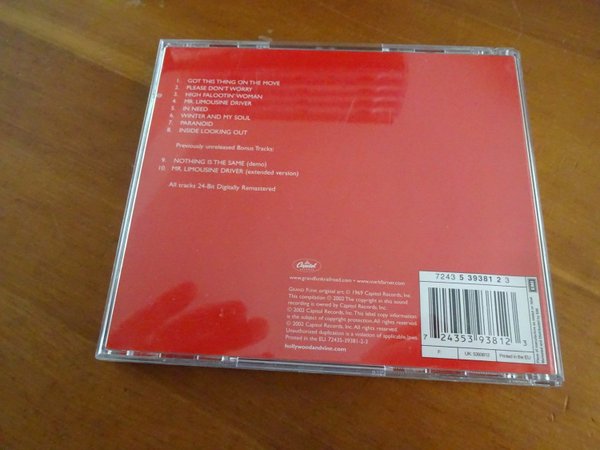 1. GOT THIS THING ON THE MOVE
2. PLEASE DON'T WORRY
3. HIGH FALOOTIN' WOMAN
4. MR. LIMOUSINE DRIVER
5. IN NEED
6. WINTER AND MY SOUL
7. PARANOID
8. INSIDE LOOKING OUT
Previously unreleased Bonus Tracks:
9. NOTHING IS THE SAME (demo)
10. MR. LIMOUSINE DRIVER (extended version)
All tracks 24-Bit Digitally Remastered
Capitol
www.grandfunkrailroad.com •
GRAND FUNK original art ℗ 1969 Capitol Records, Inc.
This compilation ℗ 2002 The copyright in this sound
recording is owned by Capitol Records, Inc.
© 2002 Capitol Records, Inc. This label copy information
is the subject of copyright protection. All rights reserved.
© 2002 Capitol Records, Inc. All rights reserved.
Unauthorized duplication is a violation of applicable laws.
Printed in the EU 72435-39381-2-3
hollywoodandvine.com
7243 5 39381 2 3
EMI
7 24353 93812 3
F
UK: 5393812
Printed in the EU